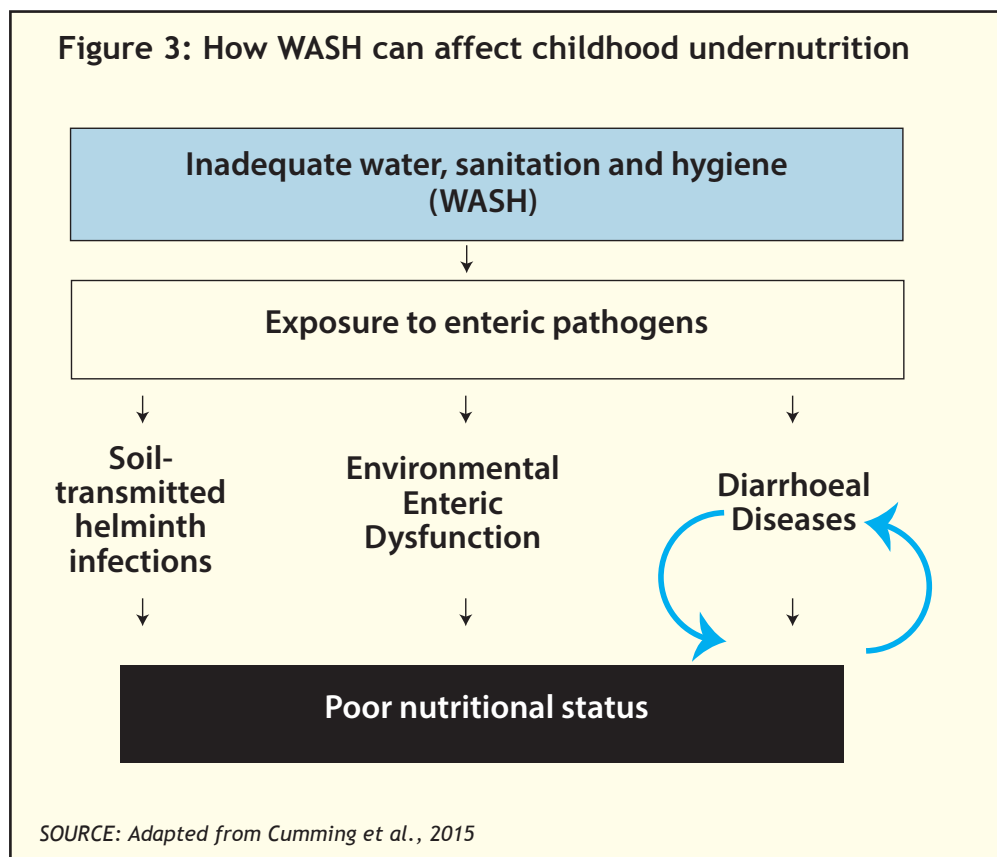 Figure 3: How WASH can affect childhood undernutrition
Inadequate water, sanitation and hygiene
(WASH)
Exposure to enteric pathogens
Soil-
transmitted
helminth
infections
Environmental
Enteric
Dysfunction
Diarrhoeal
Diseases
Poor nutritional status
SOURCE: Adapted from Cumming et al., 2015